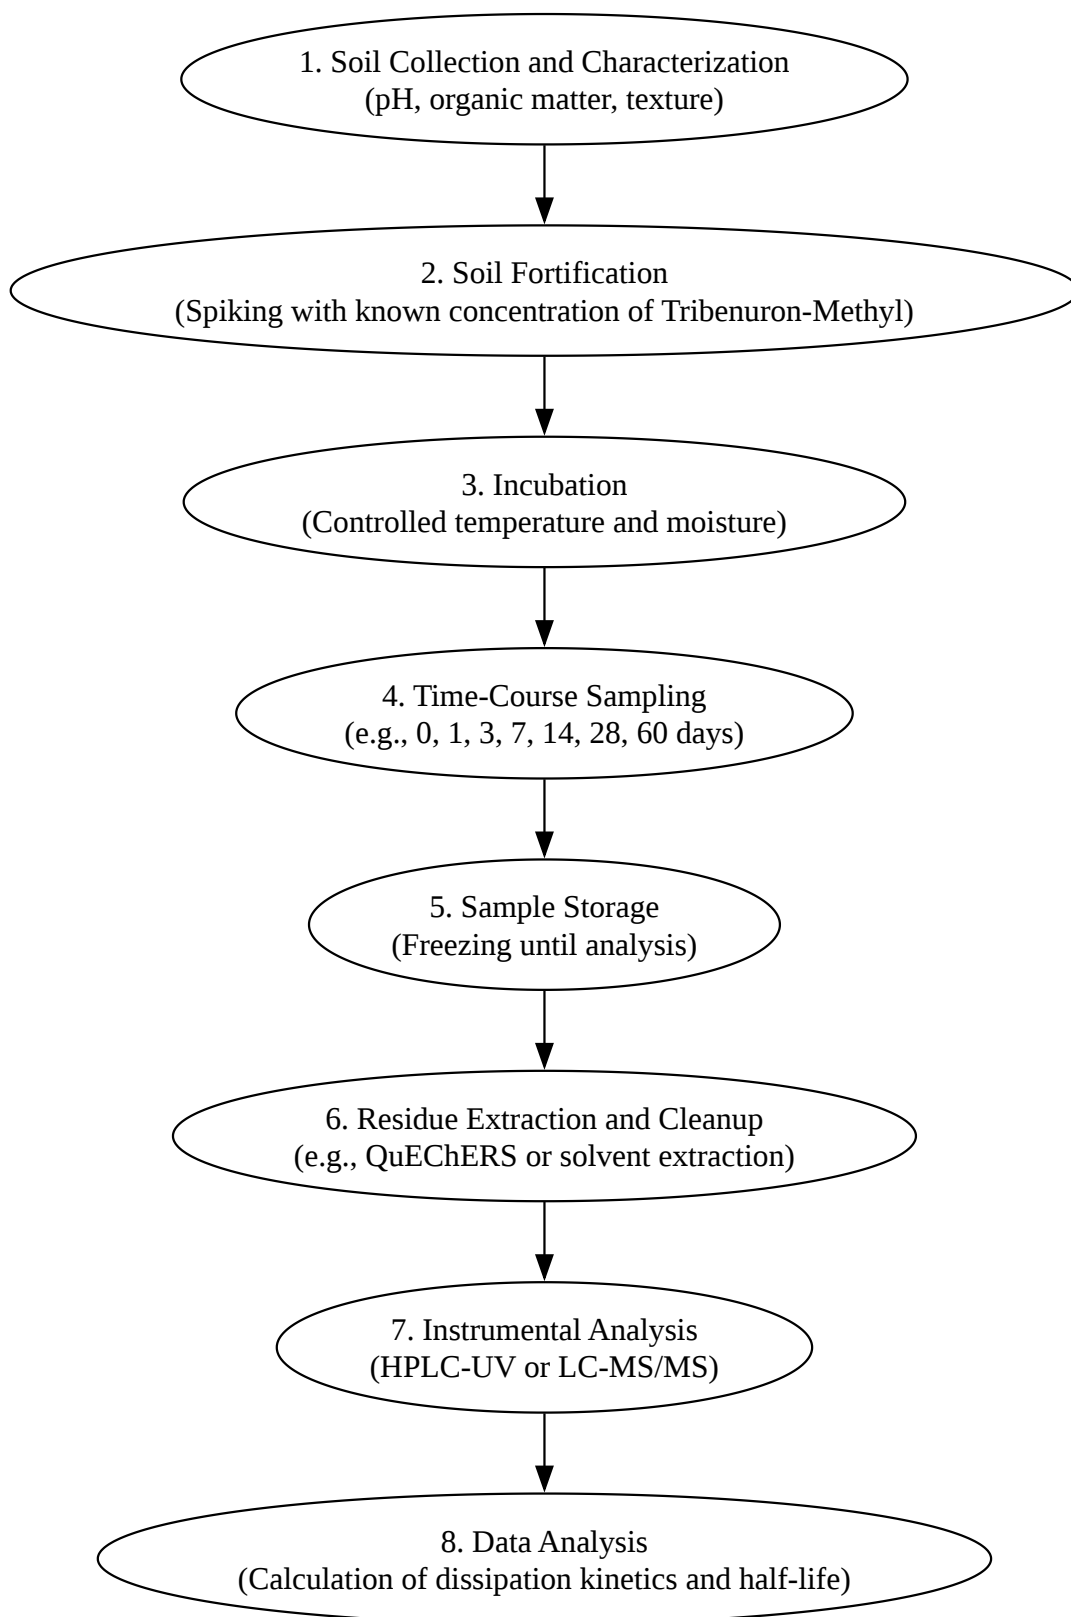 1. Soil Collection and Characterization
(pH, organic matter, texture)
2. Soil Fortification
(Spiking with known concentration of Tribenuron-Methyl)
3. Incubation
(Controlled temperature and moisture)
4. Time-Course Sampling
(e.g., 0, 1, 3, 7, 14, 28, 60 days)
5. Sample Storage
(Freezing until analysis)
6. Residue Extraction and Cleanup
(e.g., QuEChERS or solvent extraction)
7. Instrumental Analysis
(HPLC-UV or LC-MS/MS)
8. Data Analysis
(Calculation of dissipation kinetics and half-life)